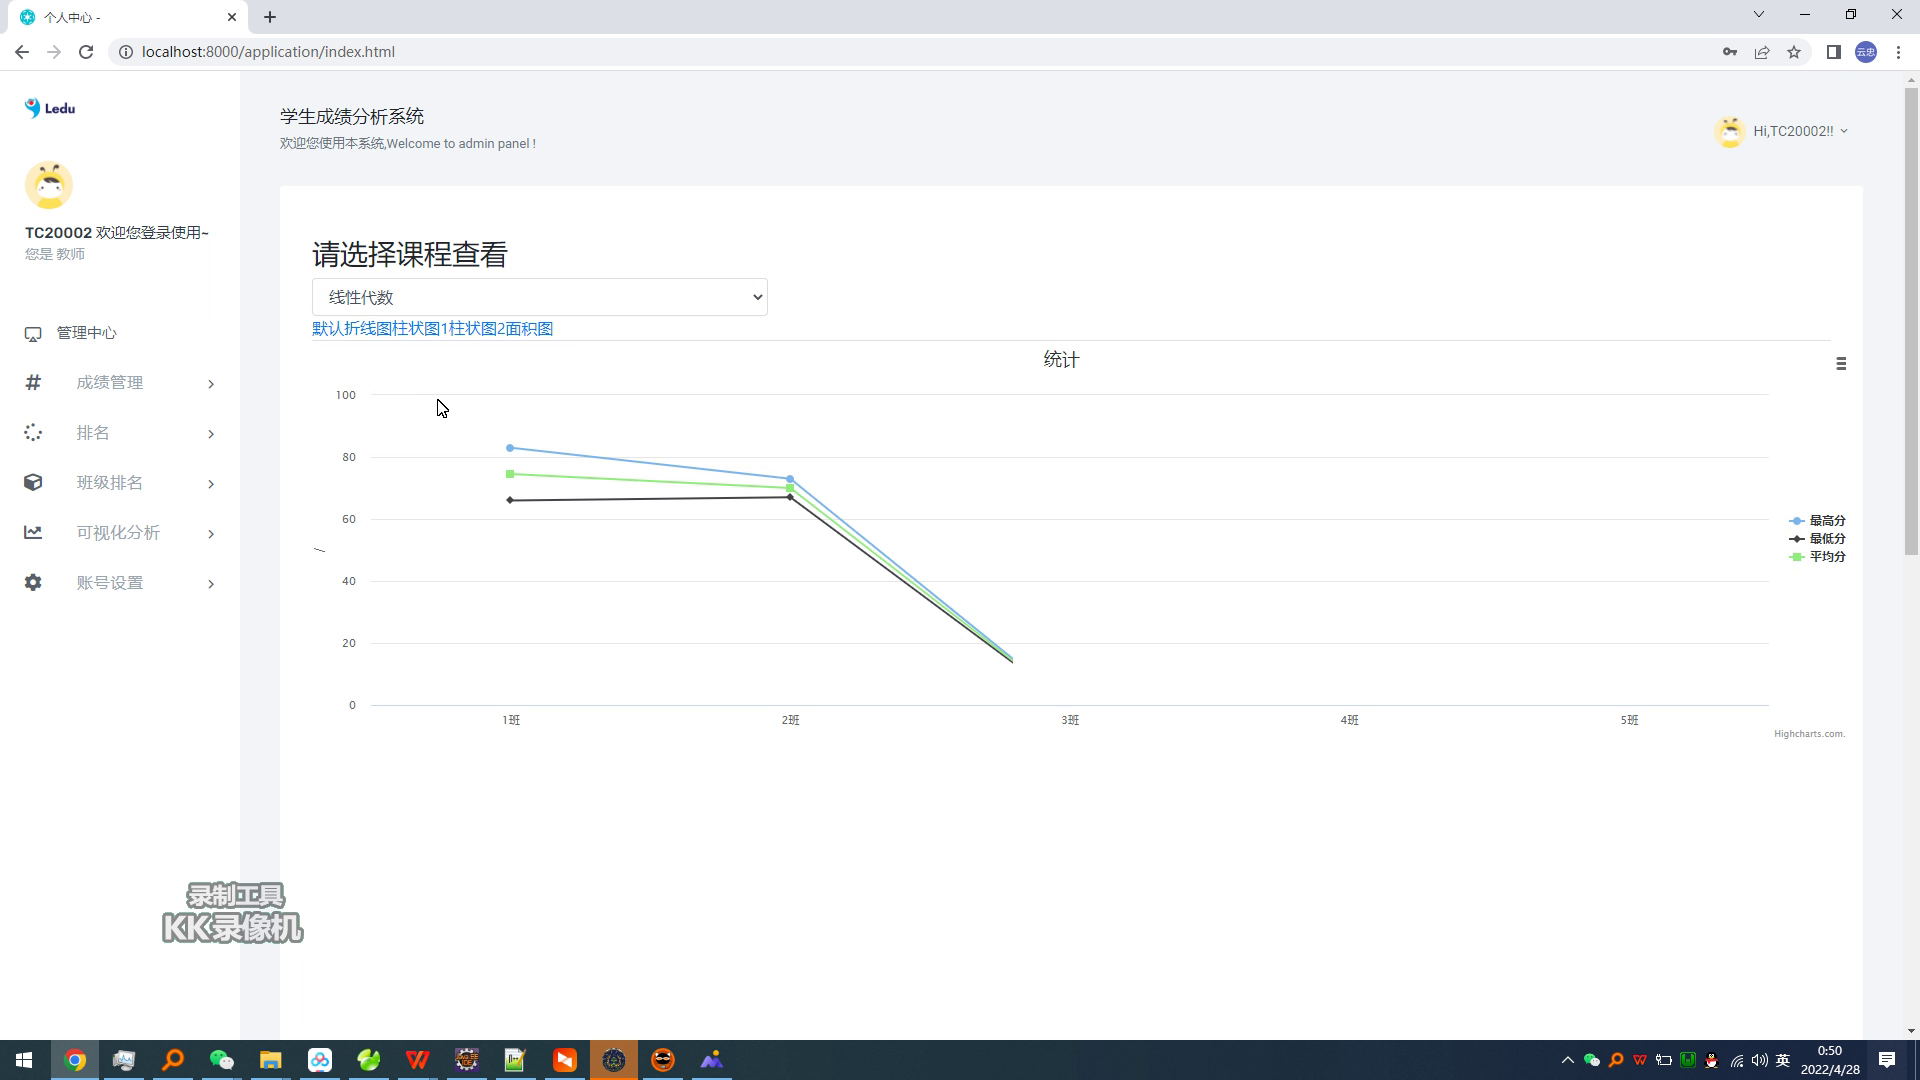 个人中心 -
localhost:8000/application/index.html
云忠
Ledu
学生成绩分析系统
欢迎您使用本系统,Welcome to admin panel !
Hi,TC20002!!
TC20002 欢迎您登录使用~
您是 教师
管理中心
成绩管理
排名
班级排名
可视化分析
账号设置
请选择课程查看
线性代数
默认折线图柱状图1柱状图2面积图
统计
100
80
60
40
20
0
/
1班
2班
3班
4班
5班
最高分
最低分
平均分
Highcharts.com.
录制工具
KK录像机
英
0:50
2022/4/28